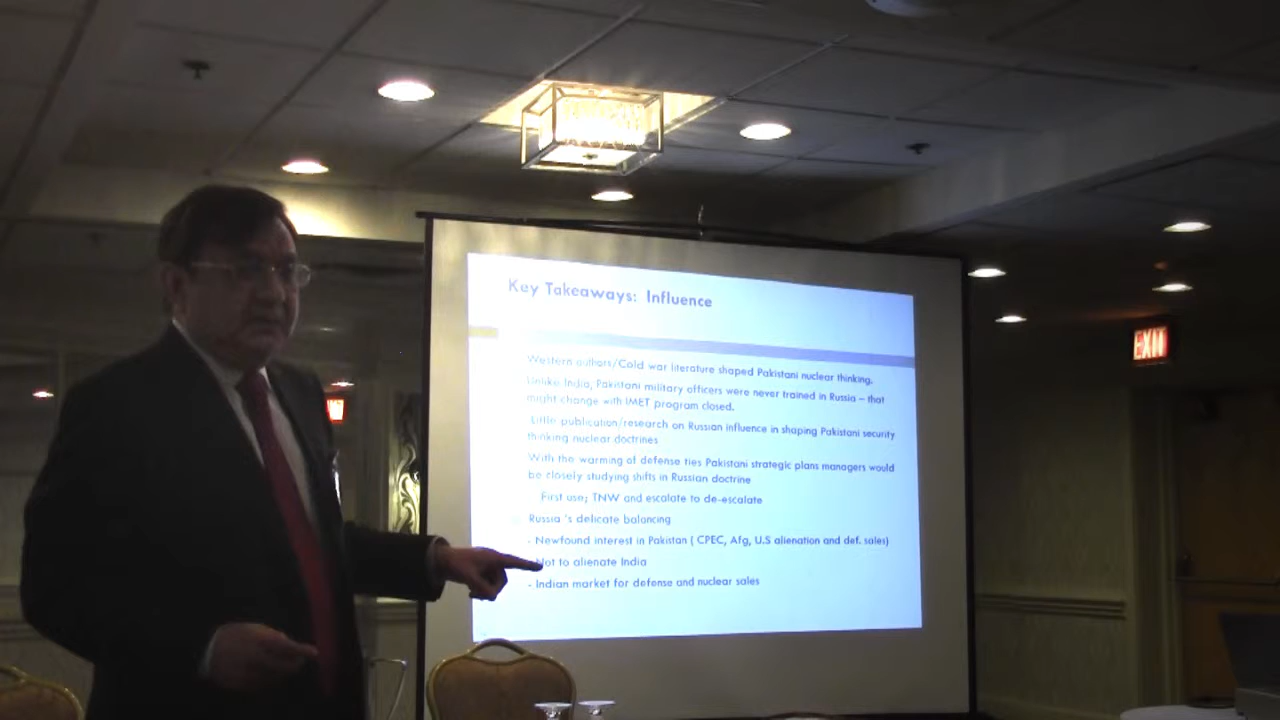 Key Takeaways: Influence
Western authors/Cold war literature shaped Pakistani nuclear thinking.
Unlike India, Pakistani military officers were never trained in Russia – that
might change with IMET program closed.
Little publication/research on Russian influence in shaping Pakistani security
thinking nuclear doctrines
With the warming of defense ties Pakistani strategic plans managers would
be closely studying shifts in Russian doctrine
First use; TNW and escalate to de-escalate
Russia 's delicate balancing
- Newfound interest in Pakistan ( CPEC, Afg, U.S alienation and def. sales)
Not to alienate India
- Indian market for defense and nuclear sales
EXIT